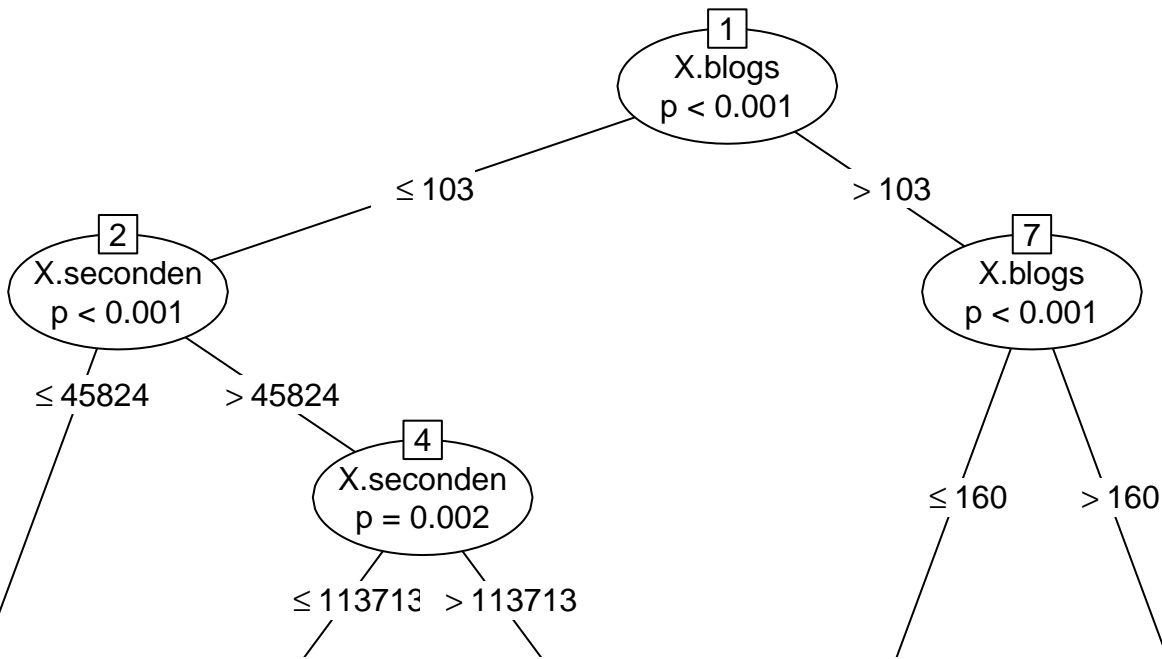 1
X.blogs
p < 0.001
≤ 103
> 103
2
X.seconden
p < 0.001
7
X.blogs
p < 0.001
≤ 45824
> 45824
4
X.seconden
p = 0.002
≤ 160
> 160
≤ 113713
> 113713